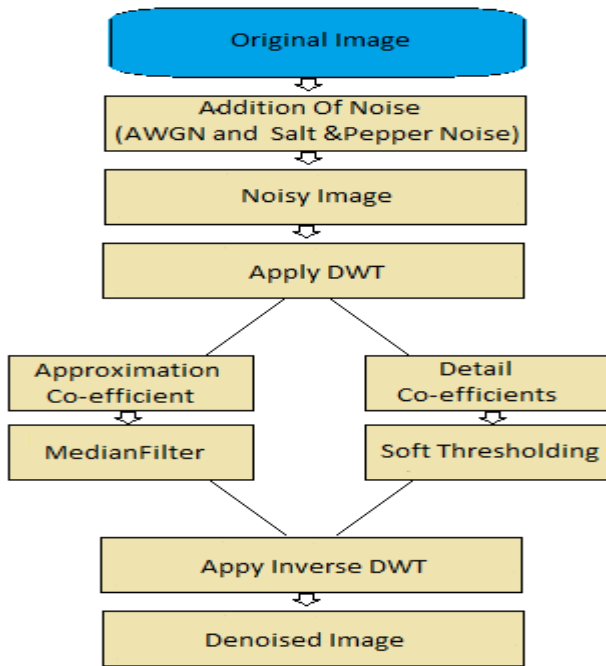 Original Image
Addition Of Noise
(AWGN and Salt &Pepper Noise)
Noisy Image
Apply DWT
Approximation
Co-efficient
Detail
Co-efficients
MedianFilter
Soft Thresholding
Appy Inverse DWT
Denoised Image